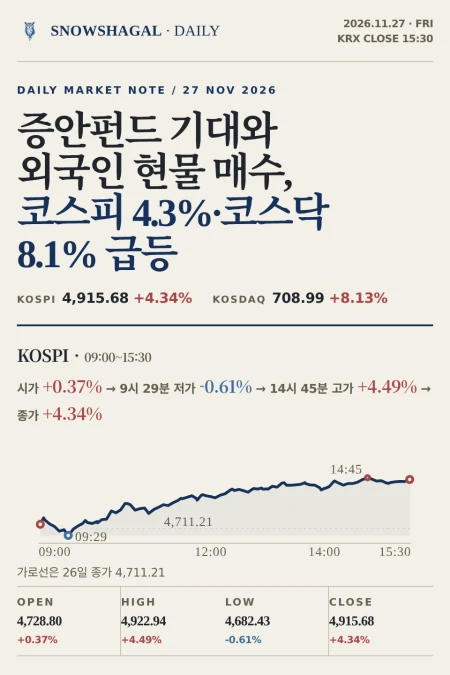 SNOWSHAGAL · DAILY
2026.11.27 · FRI
KRX CLOSE 15:30
DAILY MARKET NOTE / 27 NOV 2026
증안펀드 기대와
외국인 현물 매수,
코스피 4.3%·코스닥
8.1% 급등
KOSPI 4,915.68 +4.34% KOSDAQ 708.99 +8.13%
KOSPI · 09:00~15:30
시가 +0.37% → 9시 29분 저가 -0.61% → 14시 45분 고가 +4.49% →
종가 +4.34%
14:45
4,711.21
09:29
09:00 12:00 14:00 15:30
가로선은 26일 종가 4,711.21
OPEN HIGH LOW CLOSE
4,728.80 4,922.94 4,682.43 4,915.68
+0.37% +4.49% -0.61% +4.34%